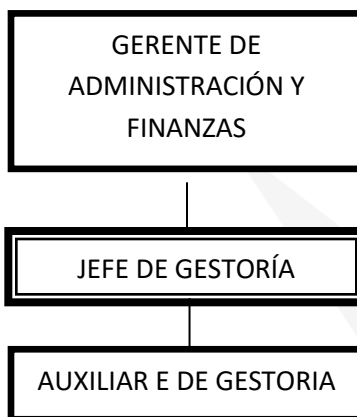 GERENTE DE
ADMINISTRACIÓN Y
FINANZAS
JEFE DE GESTORÍA
AUXILIAR E DE GESTORIA